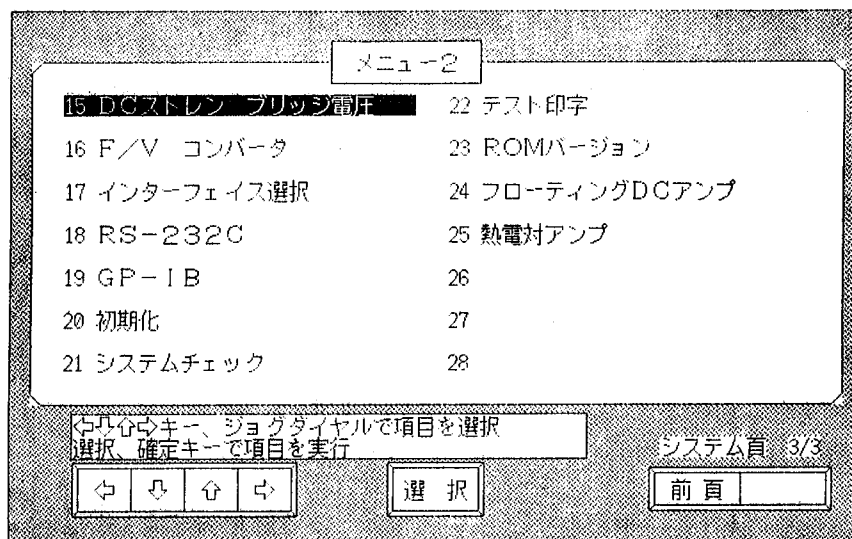 メニュー2
15 DCストレン ブリッジ電圧
16 F/V コンバータ
17 インターフェイス選択
18 RS-232C
19 GP-IB
20 初期化
21 システムチェック
22 テスト印字
23 ROMバージョン
24 フローティングDCアンプ
25 熱電対アンプ
26
27
28
⇦⇩⇧⇨キー、ジョグダイヤルで項目を選択
選択、確定キーで項目を実行
システム頁 3/3
⇦ ⇩ ⇧ ⇨
選 択
前 頁